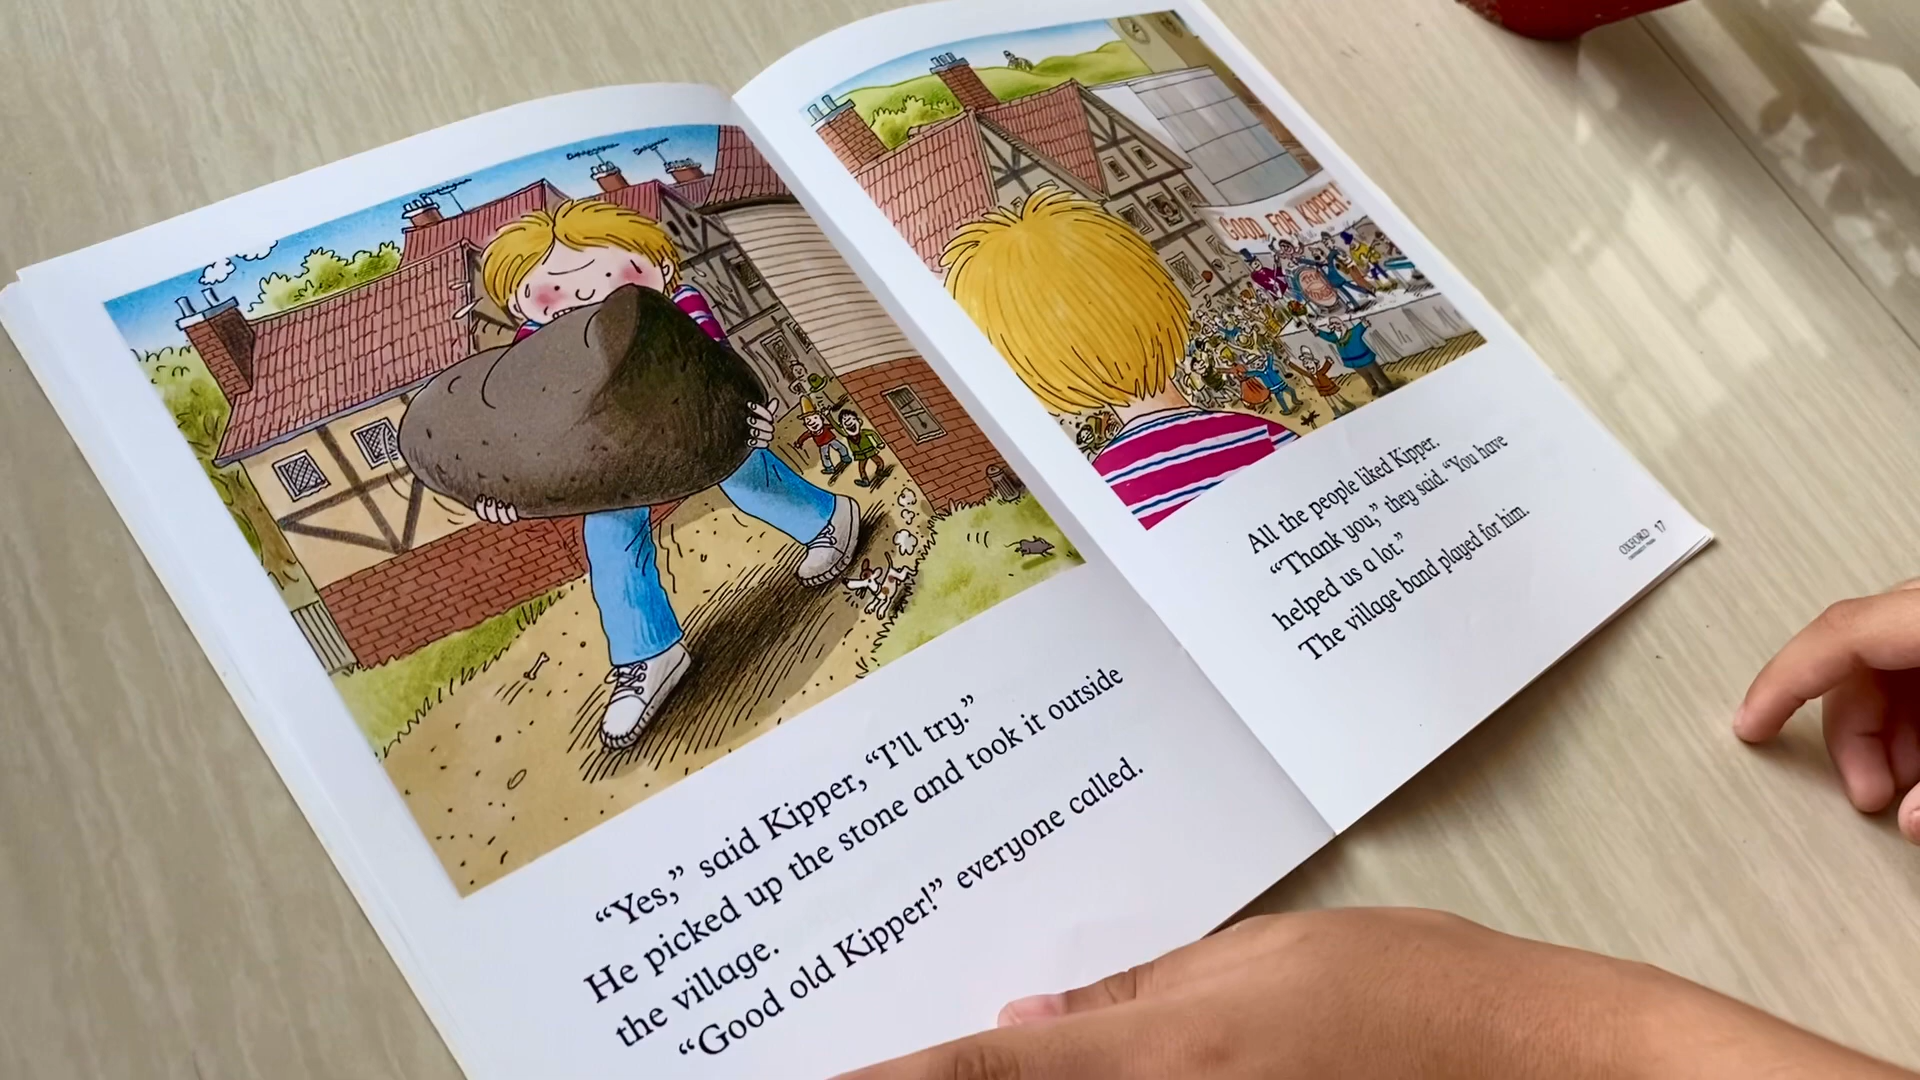 “Yes,” said Kipper, “I’ll try.”
He picked up the stone and took it outside
the village.
“Good old Kipper!” everyone called.
GOOD FOR KIPPER!
All the people liked Kipper.
“Thank you,” they said. “You have
helped us a lot.”
The village band played for him.
OXFORD
UNIVERSITY PRESS
17